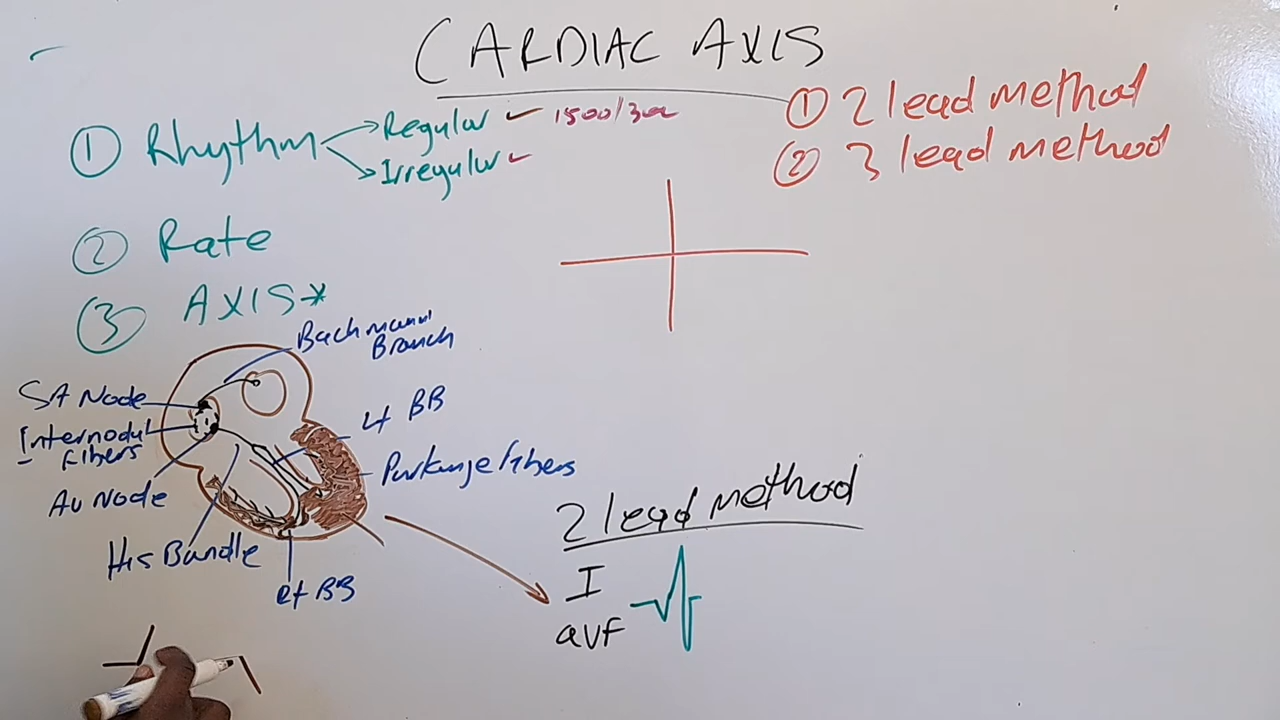 CARDIAC AXIS
① Rhythm
Regular ✓ 1500/300
Irregular ✓
② Rate
③ AXIS*
① 2 lead method
② 3 lead method
Bachmann
Branch
SA Node
Internodul
Fibers
AV Node
His Bundle
Rt BB
Lt BB
Purkunje Fibers
2 lead method
I
avF